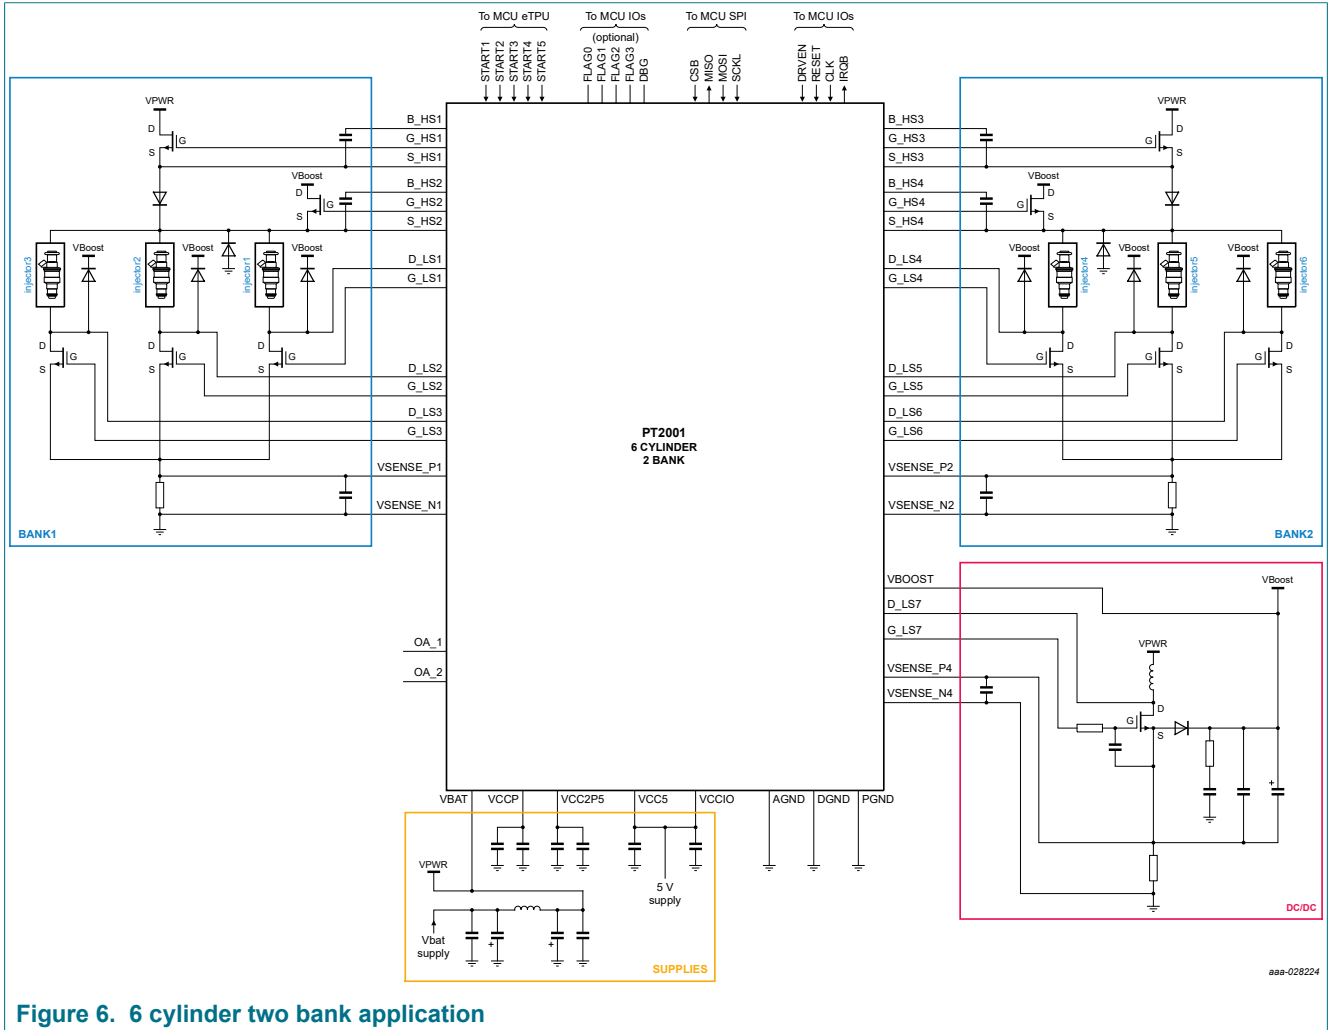 To MCU eTPU
To MCU IOs
(optional)
To MCU SPI
To MCU IOs
START1
START2
START3
START4
START5
FLAG0
FLAG1
FLAG2
FLAG3
DBG
CSB
MISO
MOSI
SCKL
DRVEN
RESET
CLK
IRQB
VPWR
D
G
S
VBoost
D
G
S
injector3
VBoost
injector2
VBoost
injector1
VBoost
D
G
S
D
G
S
D
G
S
BANK1
B_HS1
G_HS1
S_HS1
B_HS2
G_HS2
S_HS2
D_LS1
G_LS1
D_LS2
G_LS2
D_LS3
G_LS3
VSENSE_P1
VSENSE_N1
OA_1
OA_2
PT2001
6 CYLINDER
2 BANK
B_HS3
G_HS3
S_HS3
B_HS4
G_HS4
S_HS4
D_LS4
G_LS4
D_LS5
G_LS5
D_LS6
G_LS6
VSENSE_P2
VSENSE_N2
VBOOST
D_LS7
G_LS7
VSENSE_P4
VSENSE_N4
VPWR
D
G
S
VBoost
D
G
S
VBoost
injector4
VBoost
injector5
VBoost
injector6
D
G
S
D
G
S
D
G
S
BANK2
VBoost
VPWR
D
G
S
+
DC/DC
VBAT
VCCP
VCC2P5
VCC5
VCCIO
AGND
DGND
PGND
VPWR
5 V
supply
Vbat
supply
+
+
SUPPLIES
aaa-028224
Figure 6. 6 cylinder two bank application